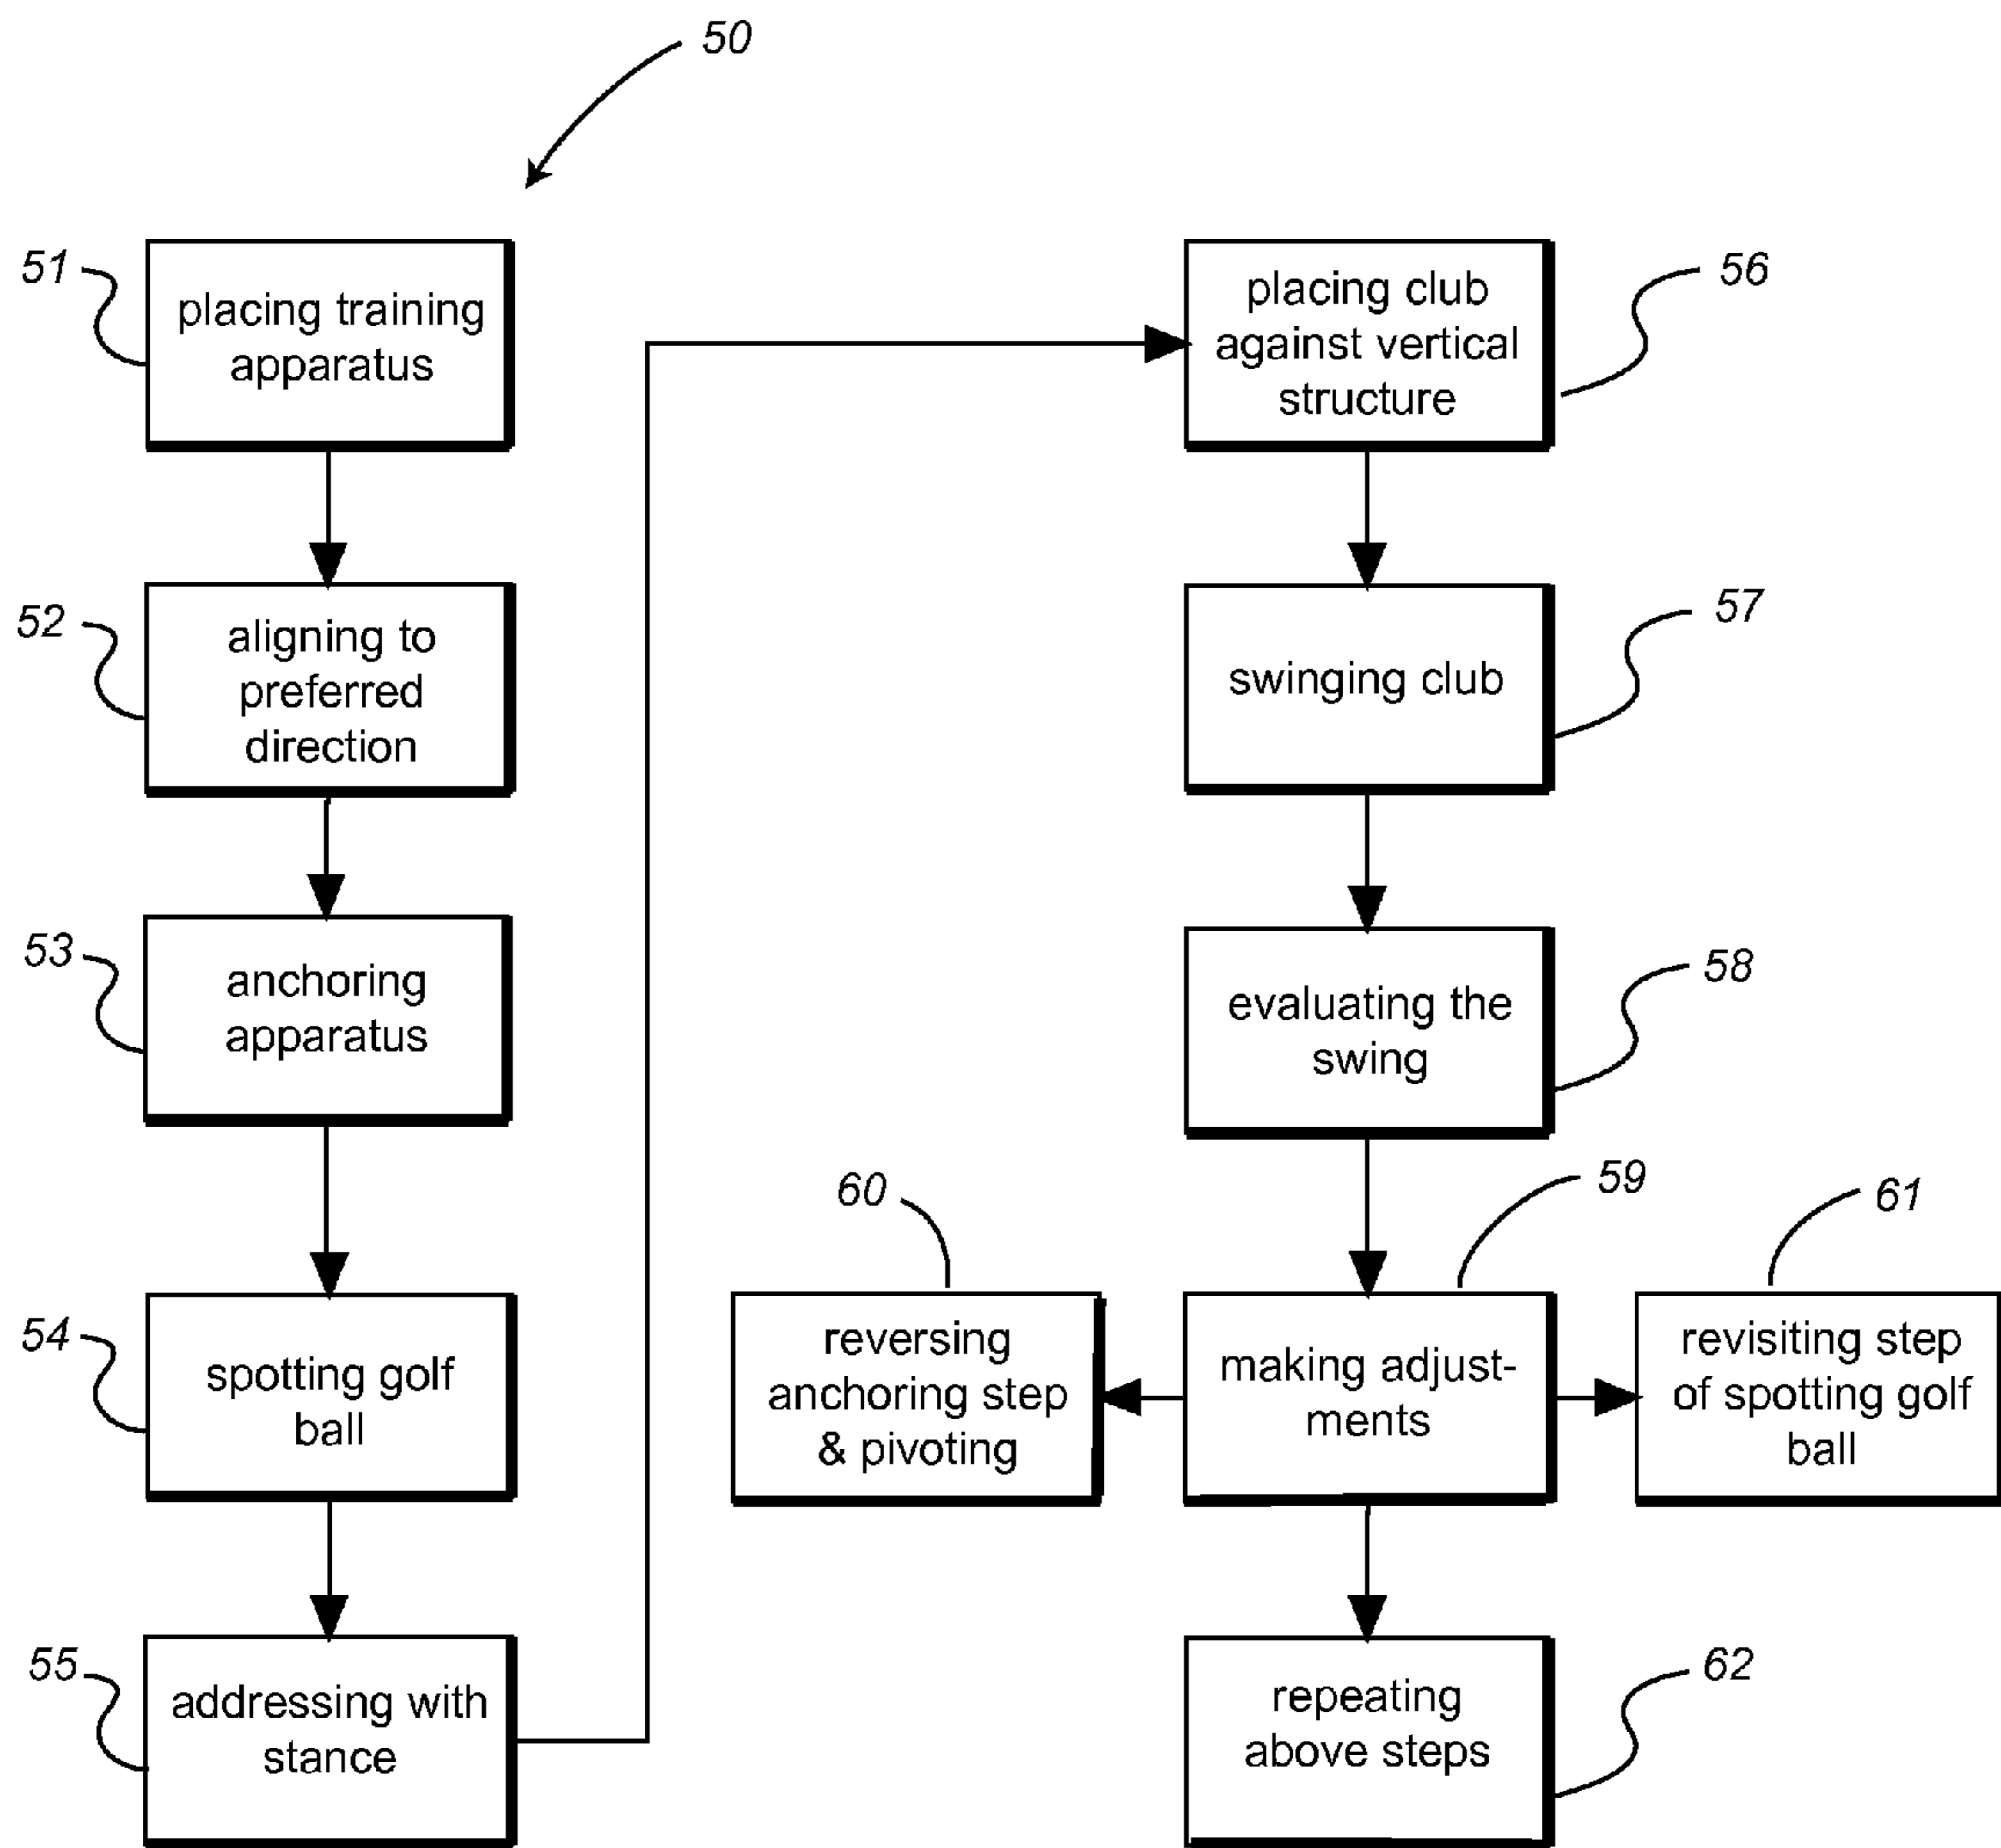 50
51
placing training
apparatus
52
aligning to
preferred
direction
53
anchoring
apparatus
54
spotting golf
ball
55
addressing with
stance
56
placing club
against vertical
structure
57
swinging club
58
evaluating the
swing
59
making adjust-
ments
60
reversing
anchoring step
& pivoting
61
revisiting step
of spotting golf
ball
62
repeating
above steps